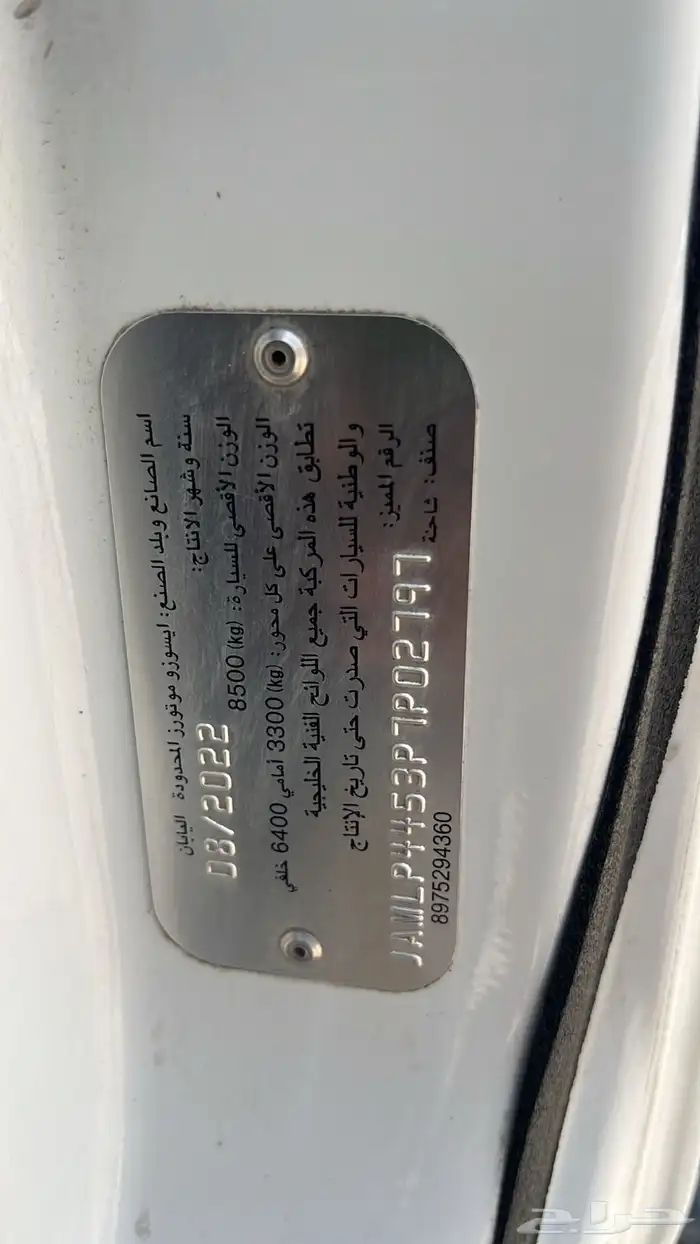 اسم الصانع وبلد الصنع: ايسوزو موتورز المحدودة اليابان
سنة وشهر الانتاج: 08/2022
الوزن الأقصى للسيارة: (kg) 8500
الوزن الأقصى على كل محور: (kg) 3300 أمامي 6400 خلفي
تطابق هذه المركبة جميع اللوائح الفنية الخليجية
والوطنية للسيارات التي صدرت حتى تاريخ الإنتاج
الرقم المميز: JAMLP4453P7P02797
صنف: شاحنة 8975294360
حراج